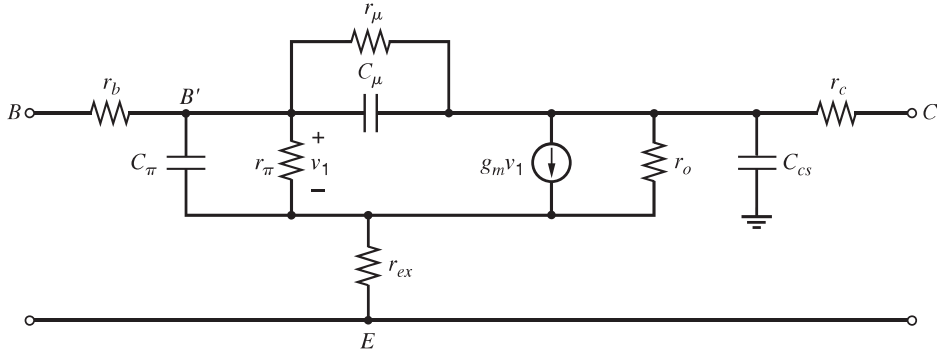 r_μ
r_b
C_μ
r_c
B
B'
C
C_π
r_π
+
v_1
−
g_m v_1
r_o
C_cs
r_ex
E